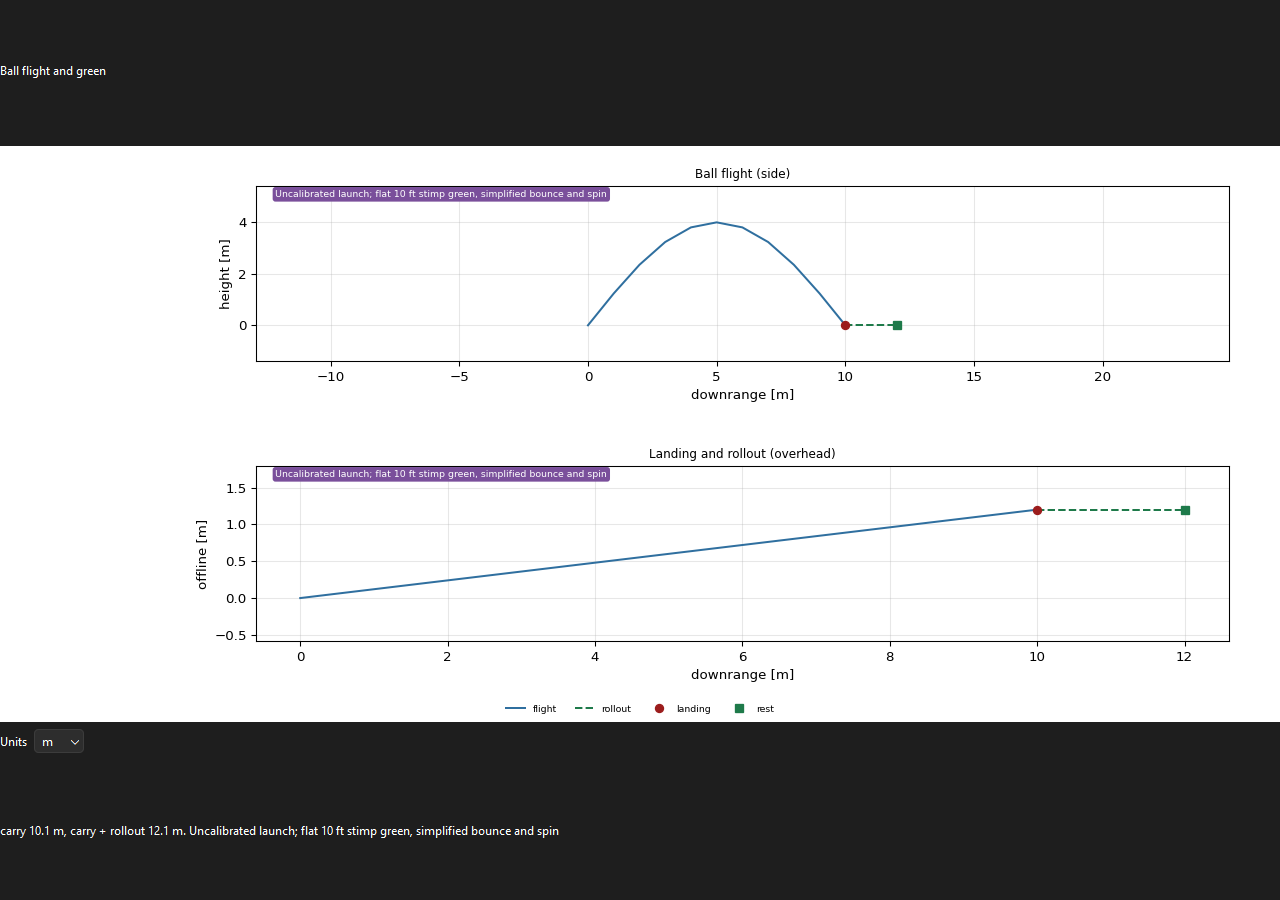 Ball flight and green
Ball flight (side)
Uncalibrated launch; flat 10 ft stimp green, simplified bounce and spin
4
2
0
height [m]
−10 −5 0 5 10 15 20
downrange [m]
Landing and rollout (overhead)
Uncalibrated launch; flat 10 ft stimp green, simplified bounce and spin
1.5
1.0
0.5
0.0
−0.5
offline [m]
0 2 4 6 8 10 12
downrange [m]
flight rollout landing rest
Units m
carry 10.1 m, carry + rollout 12.1 m. Uncalibrated launch; flat 10 ft stimp green, simplified bounce and spin